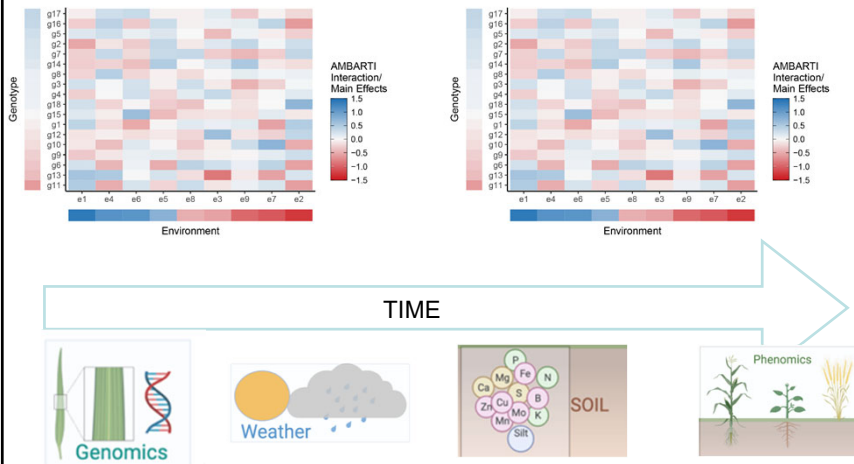 g17
g16
g5
g2
g7
g14
g8
g3
g4
g18
g15
g1
g12
g10
g9
g6
g13
g11
Genotype
e1 e4 e6 e5 e8 e3 e9 e7 e2
Environment
AMBARTI
Interaction/
Main Effects
1.5
1.0
0.5
0.0
−0.5
−1.0
−1.5
g17
g16
g5
g2
g7
g14
g8
g3
g4
g18
g15
g1
g12
g10
g9
g6
g13
g11
Genotype
e1 e4 e6 e5 e8 e3 e9 e7 e2
Environment
AMBARTI
Interaction/
Main Effects
1.5
1.0
0.5
0.0
−0.5
−1.0
−1.5
TIME
Genomics
Weather
P
Mg Fe N
Ca S
Zn Cu B
Mn Mo K
Silt
SOIL
Phenomics